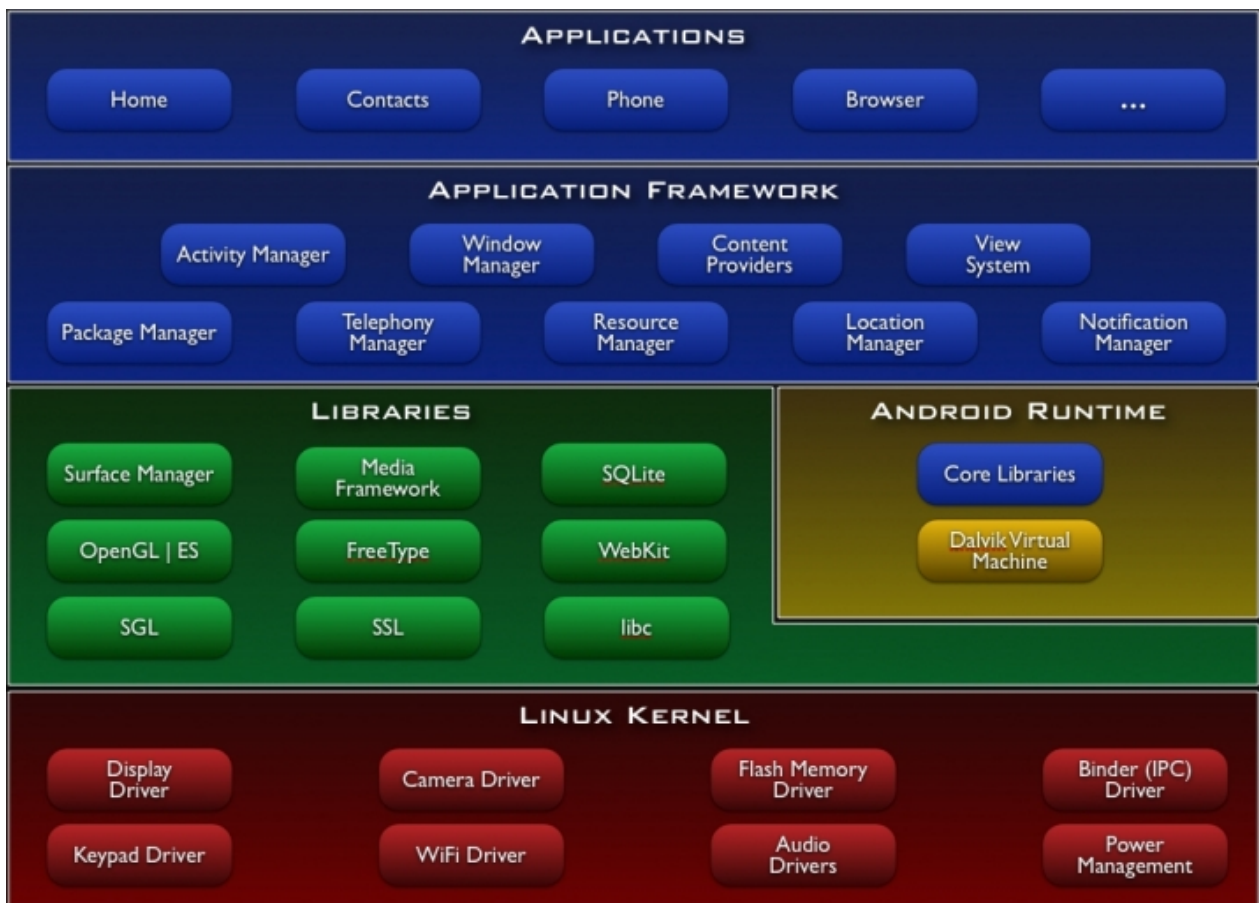 APPLICATIONS
Home
Contacts
Phone
Browser
...
APPLICATION FRAMEWORK
Activity Manager
Window
Manager
Content
Providers
View
System
Package Manager
Telephony
Manager
Resource
Manager
Location
Manager
Notification
Manager
LIBRARIES
Surface Manager
Media
Framework
SQLite
OpenGL | ES
FreeType
WebKit
SGL
SSL
libc
ANDROID RUNTIME
Core Libraries
Dalvik Virtual
Machine
LINUX KERNEL
Display
Driver
Camera Driver
Flash Memory
Driver
Binder (IPC)
Driver
Keypad Driver
WiFi Driver
Audio
Drivers
Power
Management